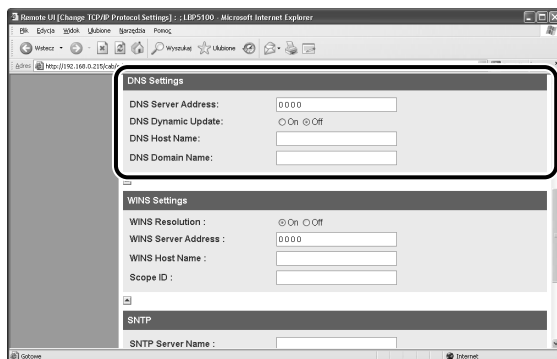 Remote UI [Change TCP/IP Protocol Settings] : ; LBP5100 - Microsoft Internet Explorer
Plik Edycja Widok Ulubione Narzędzia Pomoc
Wstecz Wyszukaj Ulubione
Adres http://192.168.0.215/cab/
DNS Settings
DNS Server Address: 0 0 0 0
DNS Dynamic Update: On Off
DNS Host Name:
DNS Domain Name:
WINS Settings
WINS Resolution : On Off
WINS Server Address : 0 0 0 0
WINS Host Name :
Scope ID :
SNTP
SNTP Server Name :
Gotowe Internet